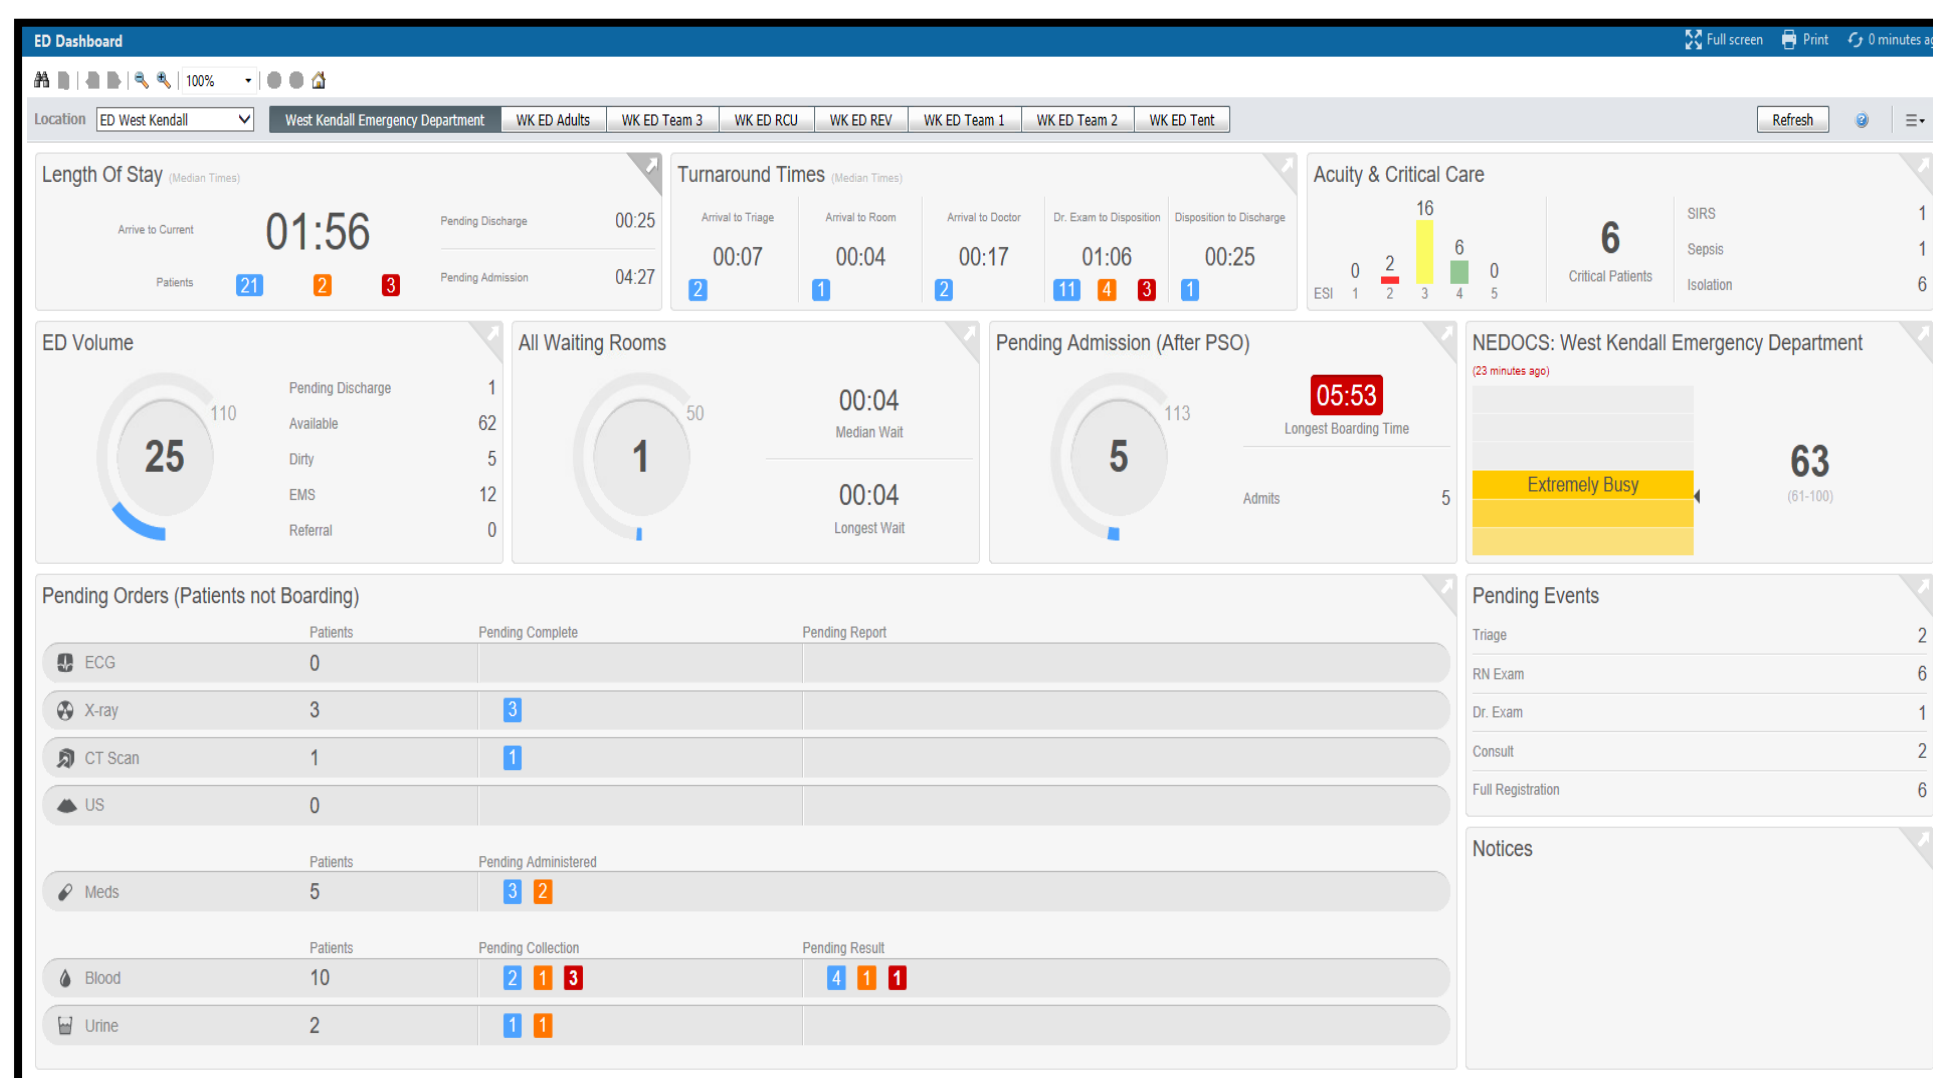 ED Dashboard
Full screen Print 0 minutes ag
100%
Location ED West Kendall West Kendall Emergency Department WK ED Adults WK ED Team 3 WK ED RCU WK ED REV WK ED Team 1 WK ED Team 2 WK ED Tent Refresh
Length Of Stay (Median Times)
Arrive to Current 01:56
Patients 21 2 3
Pending Discharge 00:25
Pending Admission 04:27
Turnaround Times (Median Times)
Arrival to Triage Arrival to Room Arrival to Doctor Dr. Exam to Disposition Disposition to Discharge
00:07 00:04 00:17 01:06 00:25
2 1 2 11 4 3 1
Acuity & Critical Care
0 2 16 6 0
ESI 1 2 3 4 5
6
Critical Patients
SIRS 1
Sepsis 1
Isolation 6
ED Volume
25 110
Pending Discharge 1
Available 62
Dirty 5
EMS 12
Referral 0
All Waiting Rooms
1 50
00:04
Median Wait
00:04
Longest Wait
Pending Admission (After PSO)
5 113
05:53
Longest Boarding Time
Admits 5
NEDOCS: West Kendall Emergency Department
(23 minutes ago)
Extremely Busy
63
(61-100)
Pending Orders (Patients not Boarding)
Patients Pending Complete Pending Report
ECG 0
X-ray 3 3
CT Scan 1 1
US 0
Patients Pending Administered
Meds 5 3 2
Patients Pending Collection Pending Result
Blood 10 2 1 3 4 1 1
Urine 2 1 1
Pending Events
Triage 2
RN Exam 6
Dr. Exam 1
Consult 2
Full Registration 6
Notices